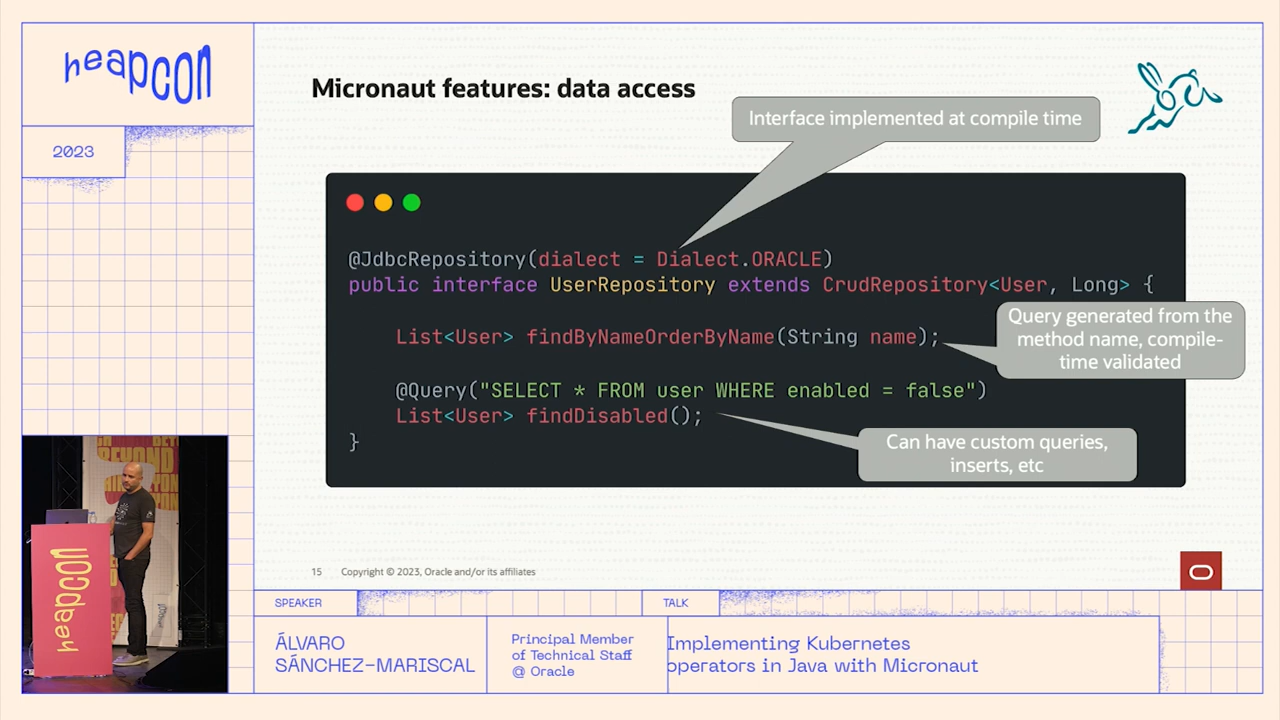 heapcon
2023
Micronaut features: data access
Interface implemented at compile time
@JdbcRepository(dialect = Dialect.ORACLE)
public interface UserRepository extends CrudRepository<User, Long> {
List<User> findByNameOrderByName(String name);
Query generated from the
method name, compile-
time validated
@Query("SELECT * FROM user WHERE enabled = false")
List<User> findDisabled();
Can have custom queries,
inserts, etc
}
15 Copyright © 2023, Oracle and/or its affiliates
heapcon
SPEAKER
ÁLVARO
SÁNCHEZ-MARISCAL
Principal Member
of Technical Staff
@ Oracle
TALK
Implementing Kubernetes
operators in Java with Micronaut